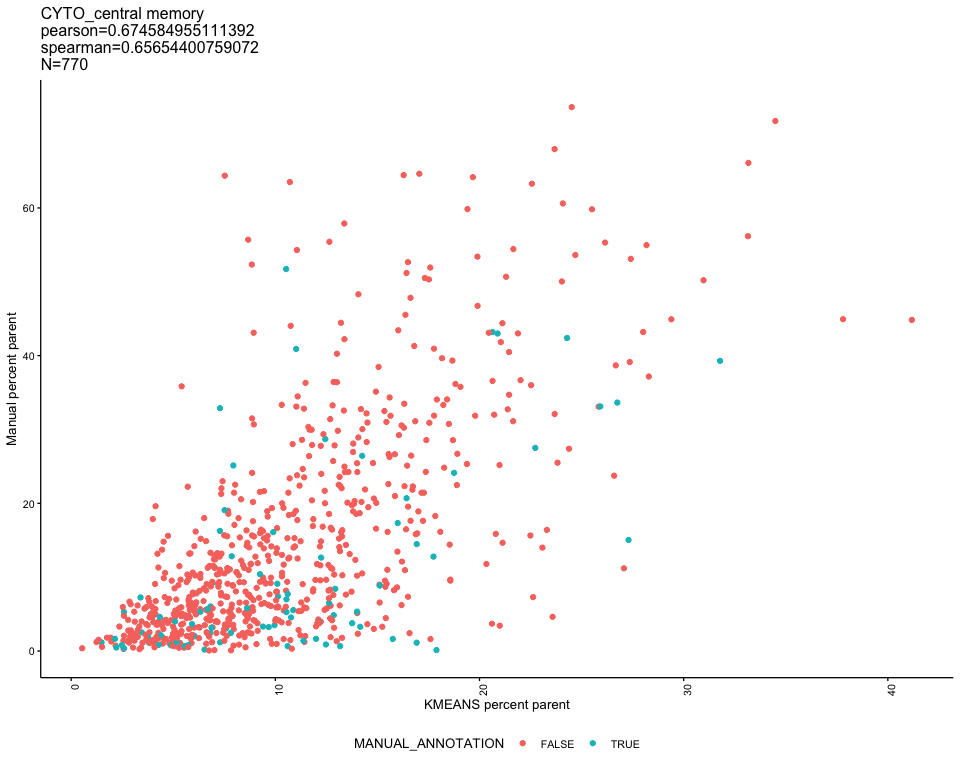 CYTO_central memory
pearson=0.674584955111392
spearman=0.65654400759072
N=770
Manual percent parent
60
40
20
0
0
10
20
30
40
KMEANS percent parent
MANUAL_ANNOTATION FALSE TRUE